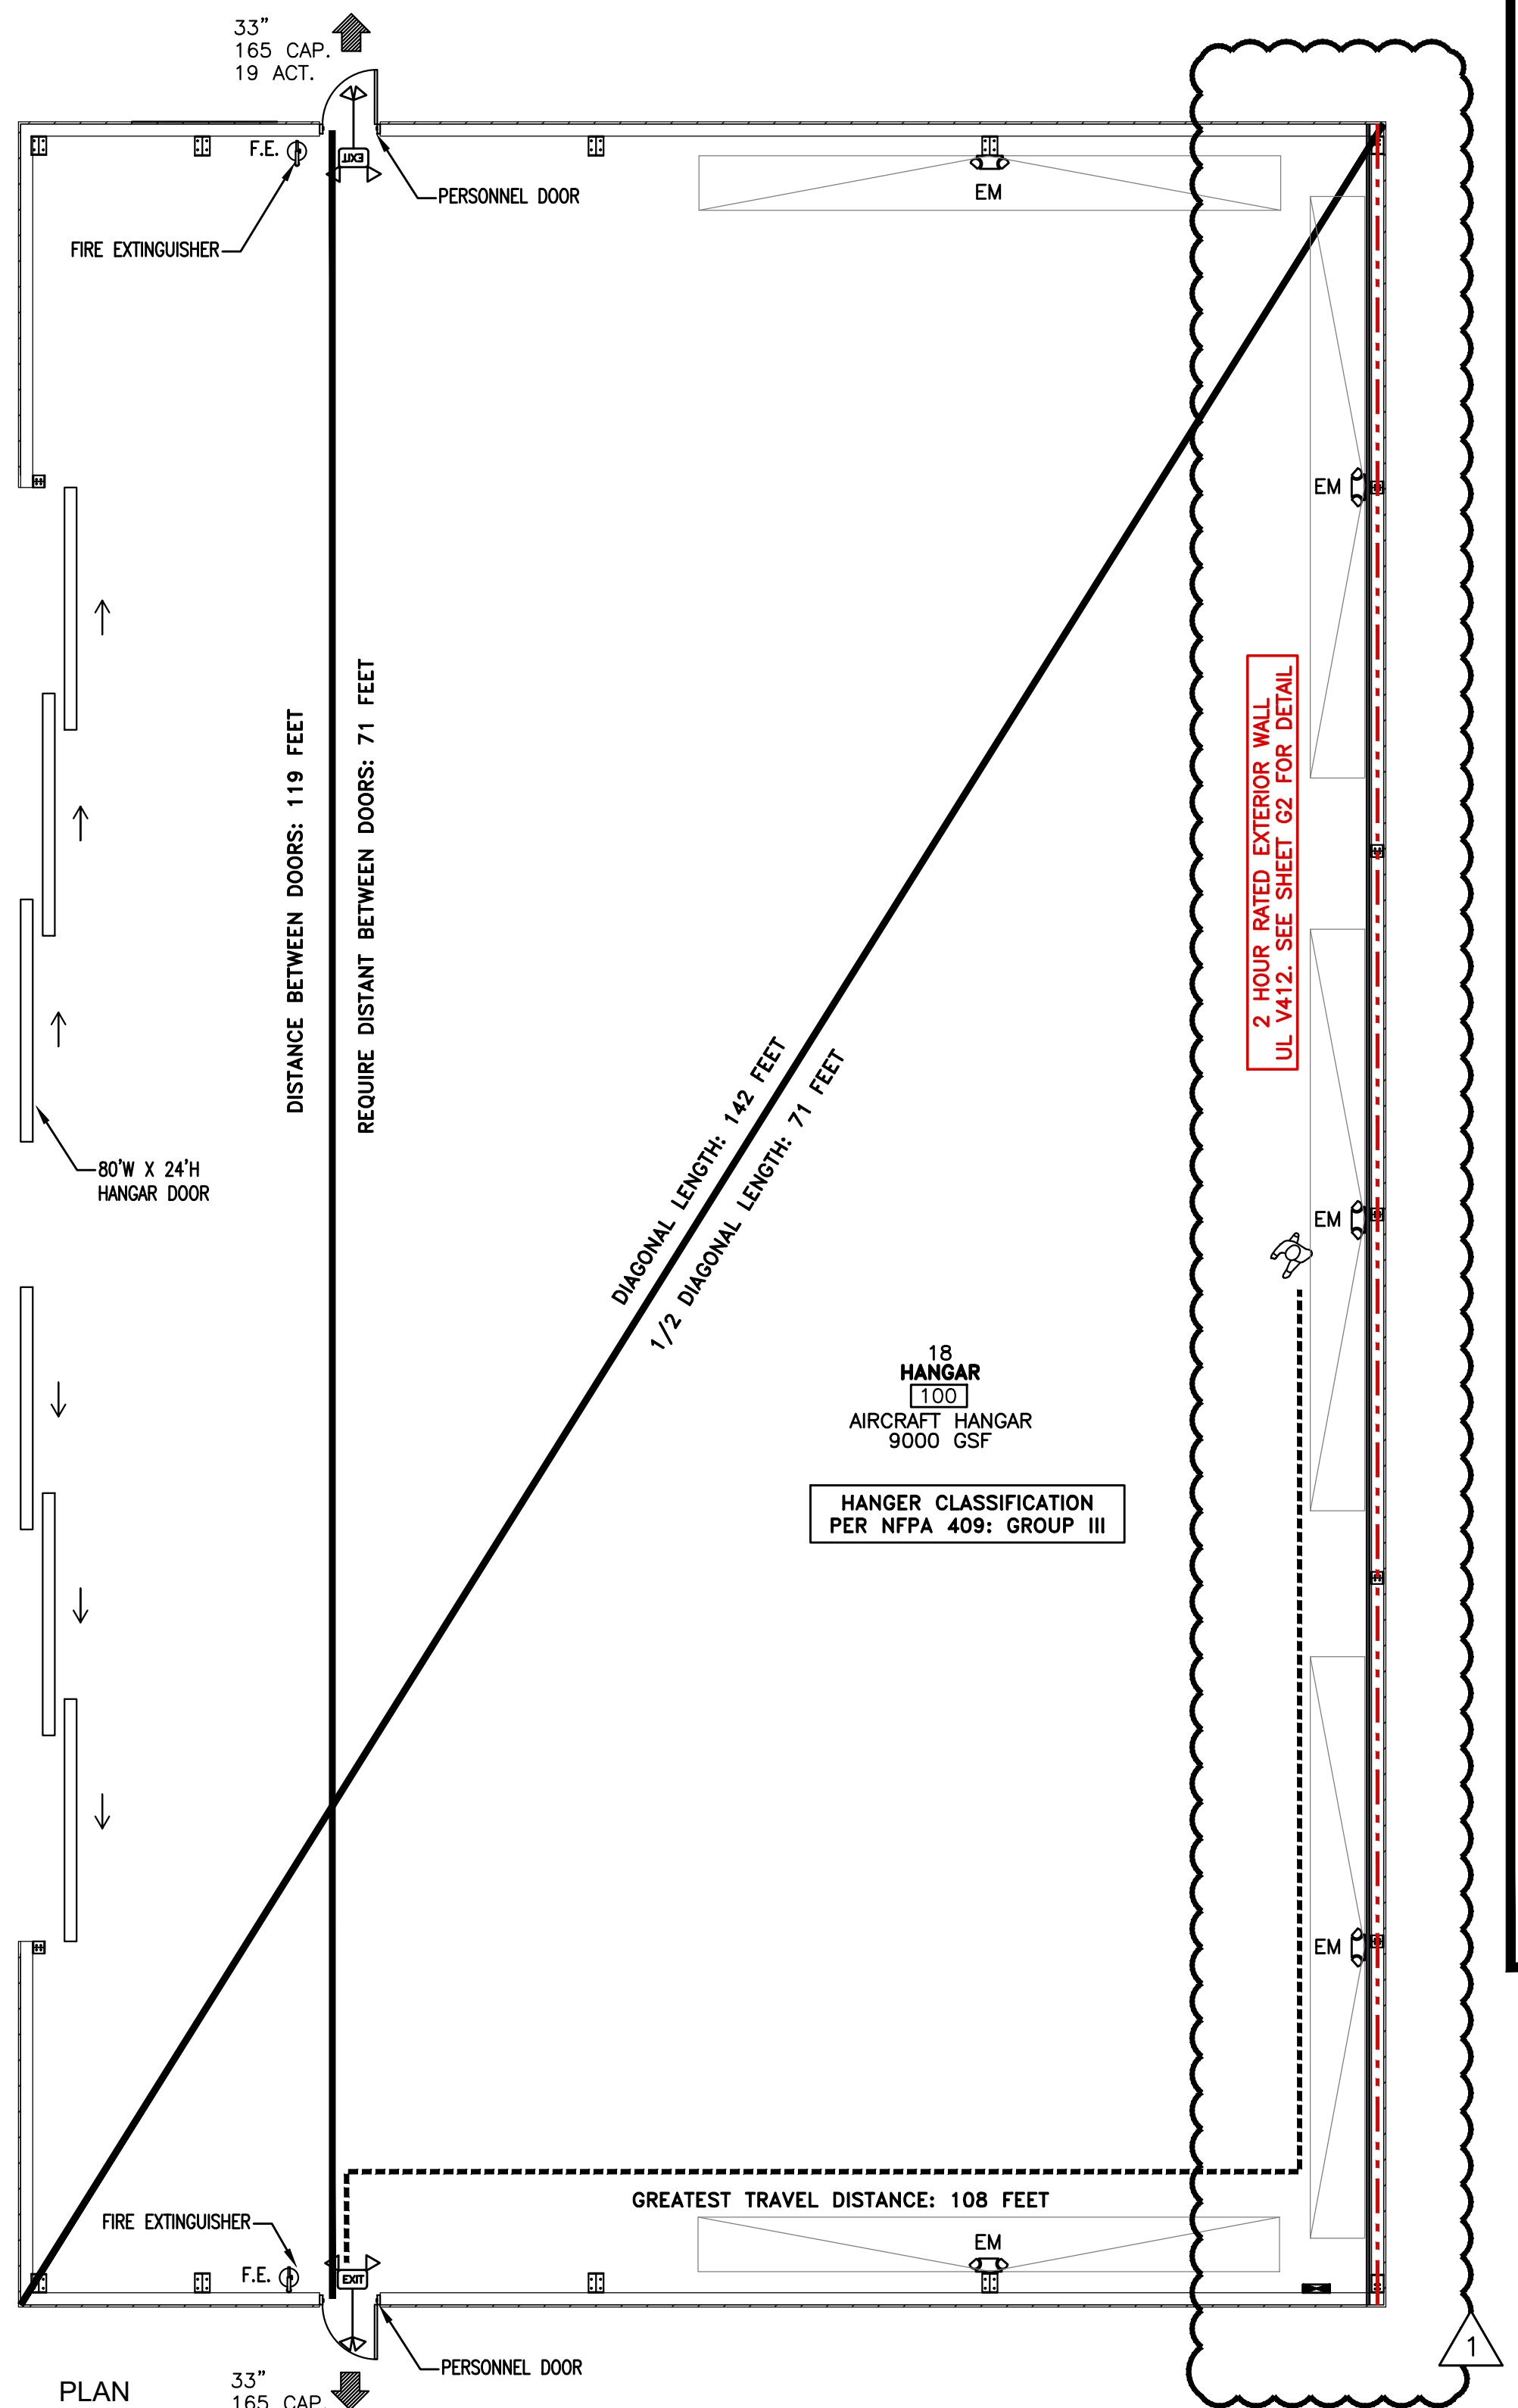 33"
165 CAP.
19 ACT.
F.E.
EXIT
PERSONNEL DOOR
FIRE EXTINGUISHER
EM
EM
DISTANCE BETWEEN DOORS: 119 FEET
REQUIRE DISTANT BETWEEN DOORS: 71 FEET
2 HOUR RATED EXTERIOR WALL
UL V412. SEE SHEET G2 FOR DETAIL
80'W X 24'H
HANGAR DOOR
DIAGONAL LENGTH: 142 FEET
1/2 DIAGONAL LENGTH: 71 FEET
EM
18
HANGAR
100
AIRCRAFT HANGAR
9000 GSF
HANGER CLASSIFICATION
PER NFPA 409: GROUP III
EM
GREATEST TRAVEL DISTANCE: 108 FEET
FIRE EXTINGUISHER
EM
F.E.
EXIT
PERSONNEL DOOR
1
PLAN
33"
165 CAP.